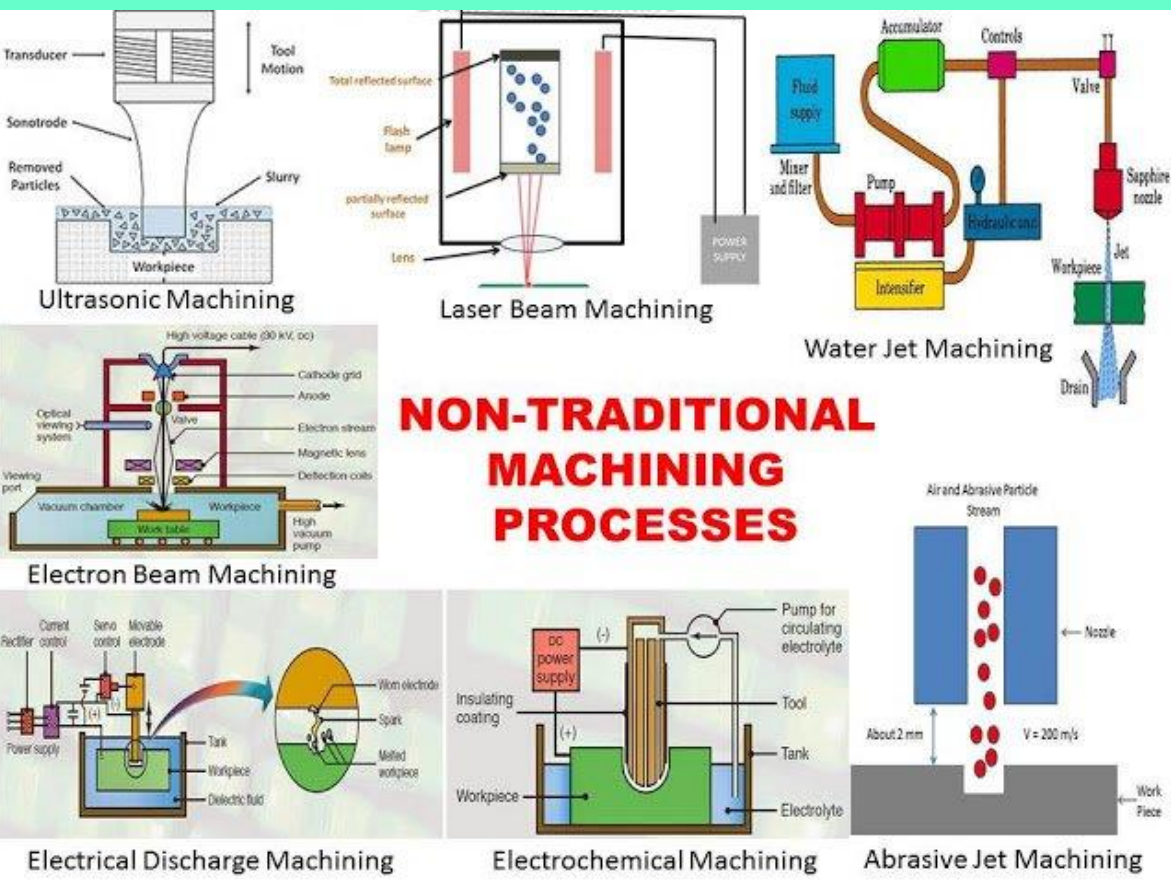 Transducer
Tool
Motion
Sonotrode
Removed
Particles
Slurry
Workpiece
Ultrasonic Machining
Total reflected surface
Flash
lamp
partially reflected
surface
Lens
POWER
SUPPLY
Laser Beam Machining
Accumulator
Controls
Fluid
supply
Valve
Mixer
and filter
Pump
Sapphire
nozzle
Hydraulic unit
Jet
Workpiece
Intensifier
Drain
Water Jet Machining
High voltage cable (30 kV, DC)
Cathode grid
Anode
Optical
viewing
system
Valve
Electron stream
Magnetic lens
Viewing
port
Deflection coils
Vacuum chamber
Workpiece
Work table
High
vacuum
pump
Electron Beam Machining
NON-TRADITIONAL
MACHINING
PROCESSES
Air and Abrasive Particle
Stream
Nozzle
About 2 mm
V = 200 m/s
Work
Piece
Abrasive Jet Machining
Rectifier
Current
control
Servo
control
Movable
electrode
(-)
(+)
Power supply
Worn electrode
Spark
Melted
workpiece
Tank
Workpiece
Dielectric fluid
Electrical Discharge Machining
DC
power
supply
(-)
Pump for
circulating
electrolyte
Insulating
coating
Tool
(+)
Tank
Workpiece
Electrolyte
Electrochemical Machining